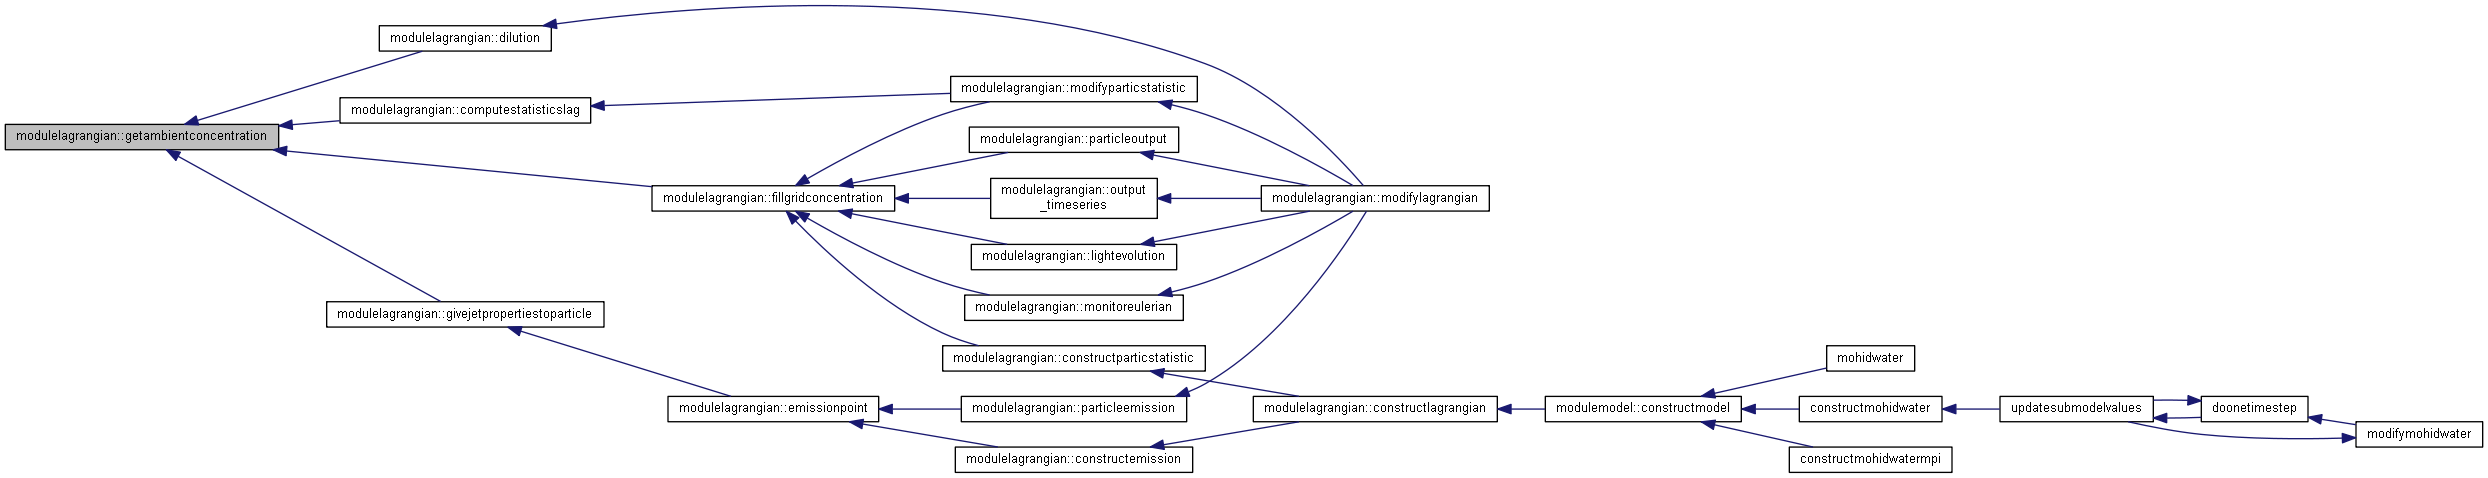 modulelagrangian::getambientconcentration
modulelagrangian::dilution
modulelagrangian::computestatisticslag
modulelagrangian::fillgridconcentration
modulelagrangian::givejetpropertiestoparticle
modulelagrangian::emissionpoint
modulelagrangian::modifyparticstatistic
modulelagrangian::particleoutput
modulelagrangian::output
_timeseries
modulelagrangian::lightevolution
modulelagrangian::monitoreulerian
modulelagrangian::constructparticstatistic
modulelagrangian::particleemission
modulelagrangian::constructemission
modulelagrangian::modifylagrangian
modulelagrangian::constructlagrangian
modulemodel::constructmodel
mohidwater
constructmohidwater
constructmohidwatermpi
updatesubmodelvalues
doonetimestep
modifymohidwater